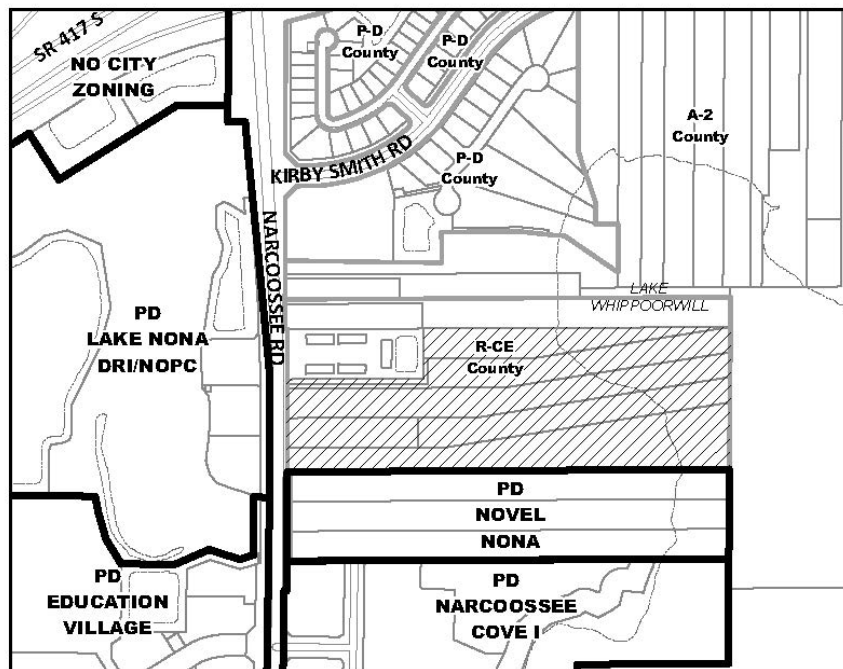 SR 417 S
NO CITY
ZONING
P-D
County
P-D
County
A-2
County
P-D
County
KIRBY SMITH RD
NARCOOSSEE RD
LAKE
WHIPPOORWILL
PD
LAKE NONA
DRI/NOPC
R-CE
County
PD
NOVEL
NONA
PD
EDUCATION
VILLAGE
PD
NARCOOSSEE
COVE I